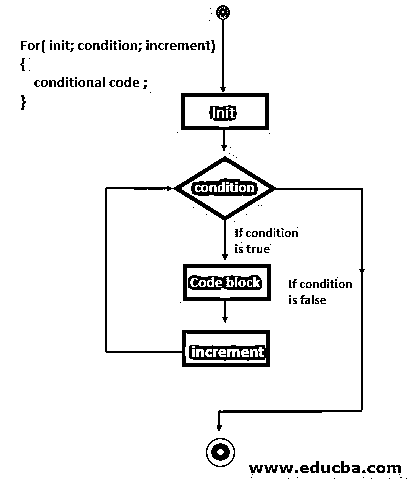 For( init; condition; increment)
{
conditional code ;
}
Init
condition
If condition
is true
Code block
If condition
is false
increment
www.educba.com